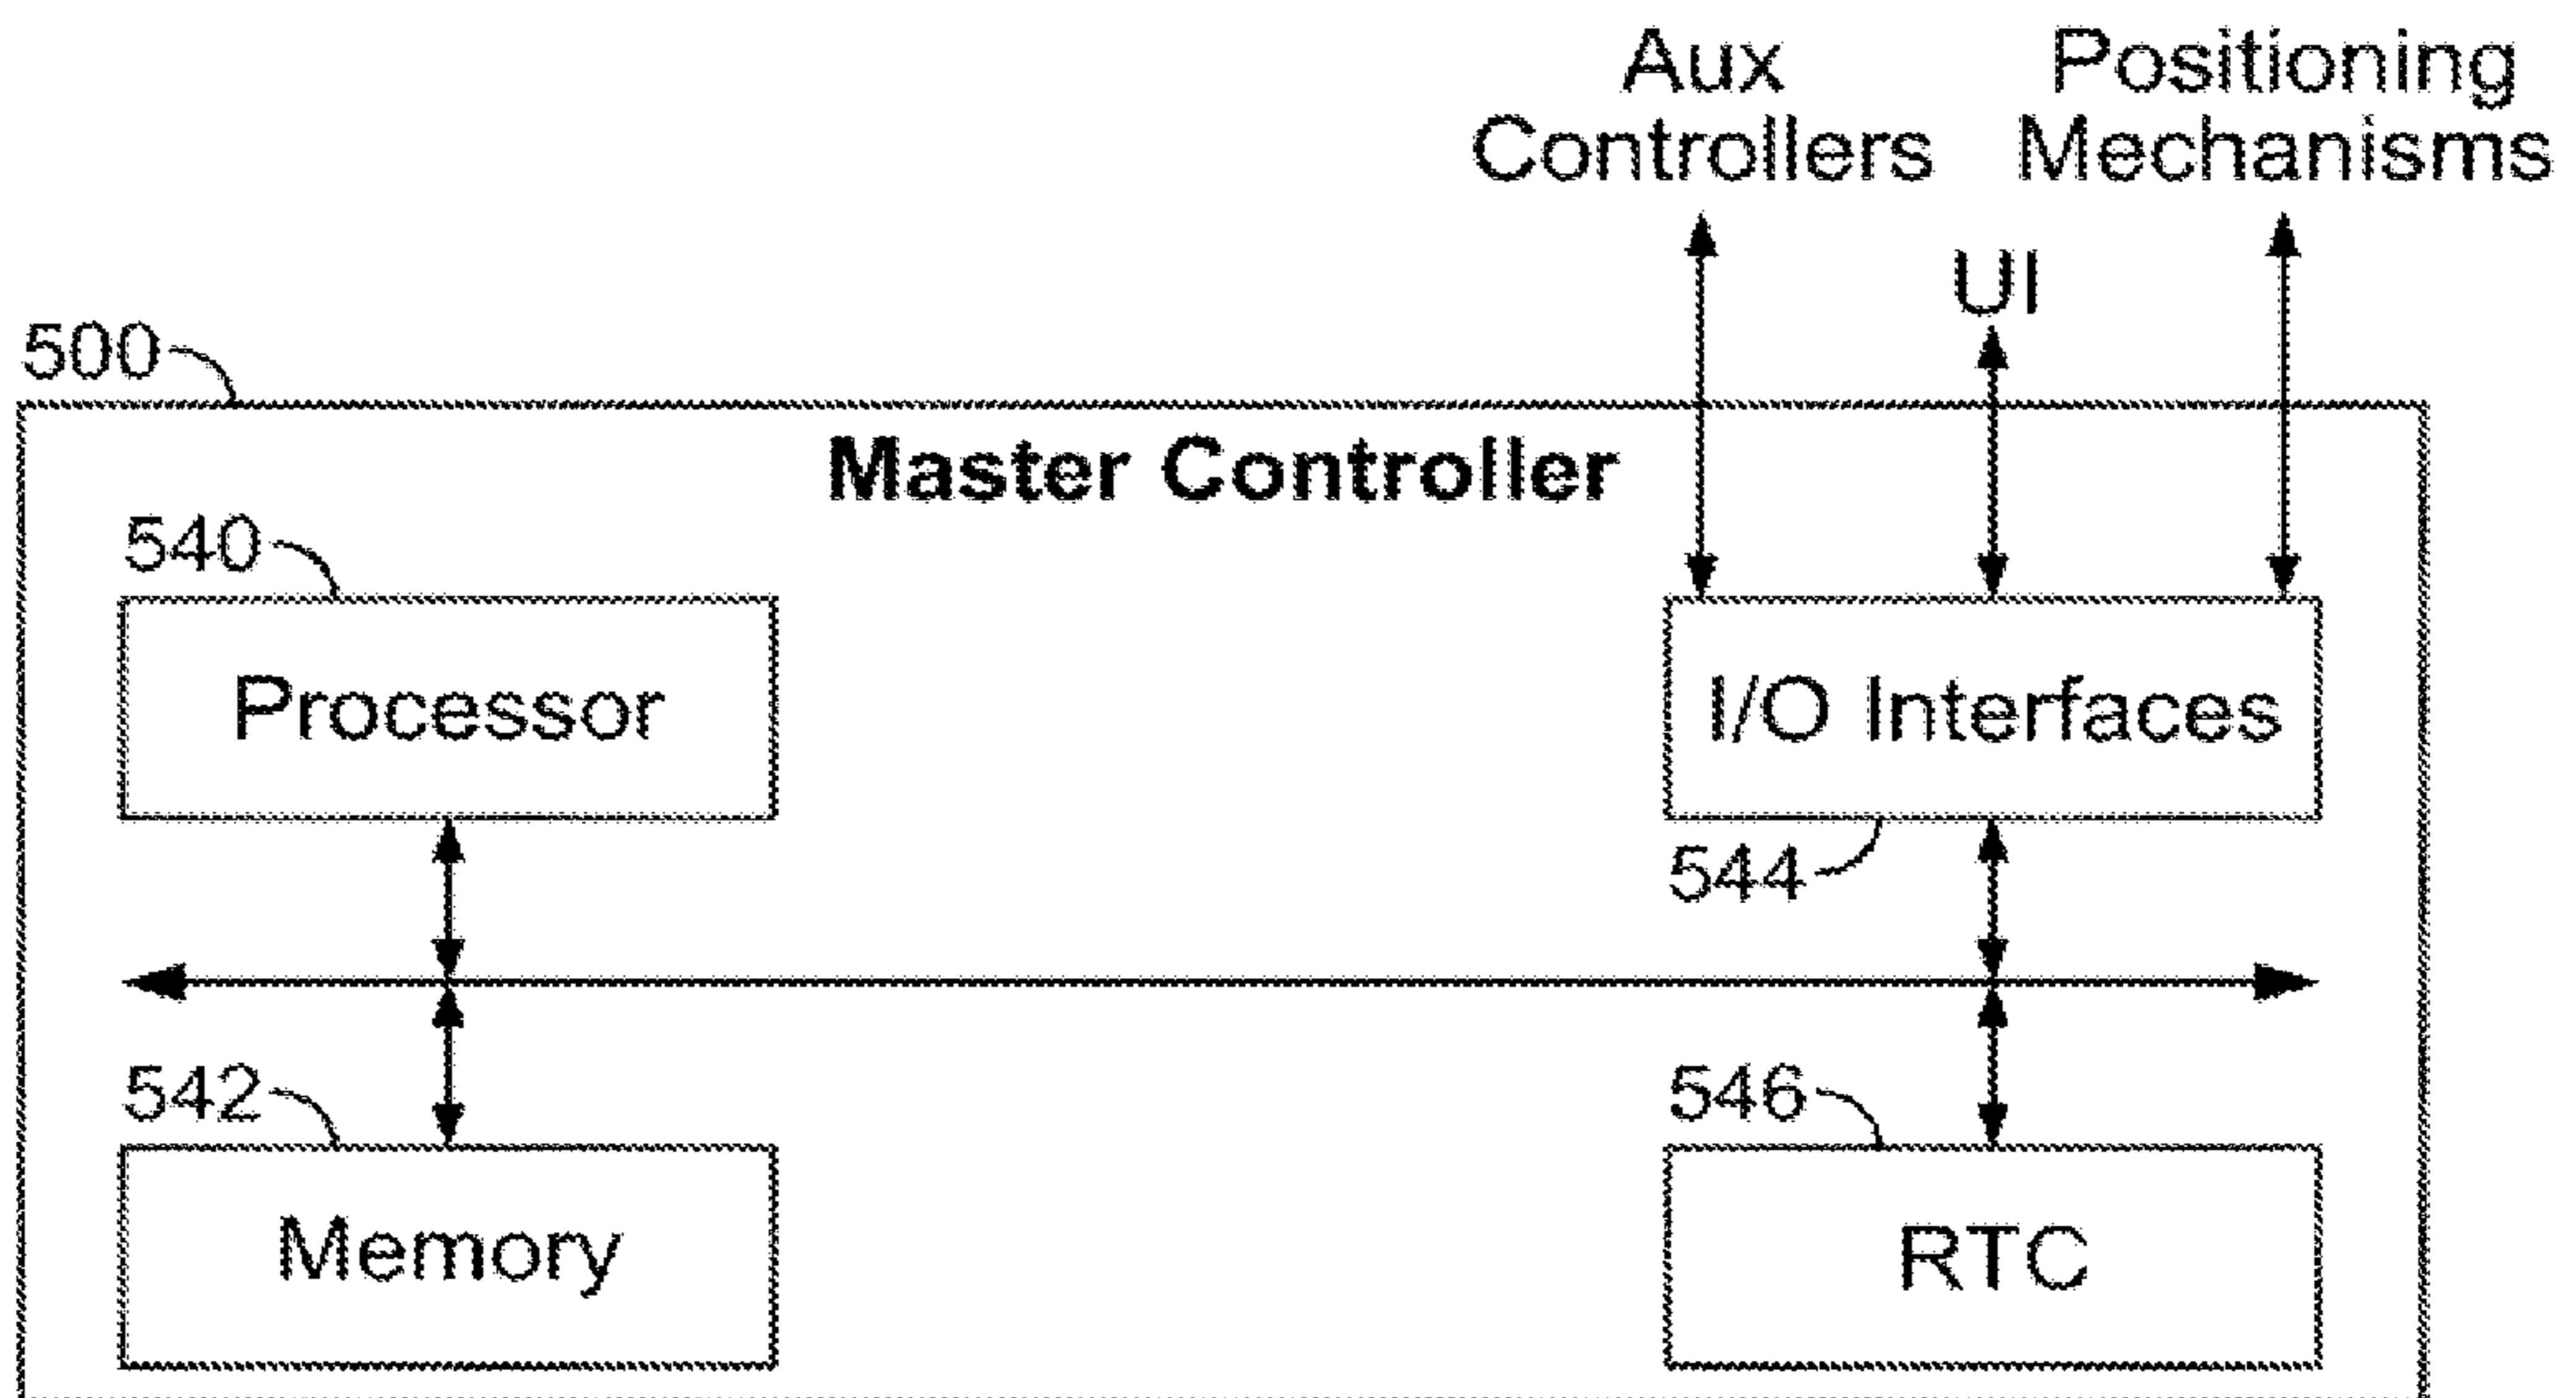 Aux
Controllers
Positioning
Mechanisms
UI
500
Master Controller
540
Processor
I/O Interfaces
544
542
Memory
546
RTC